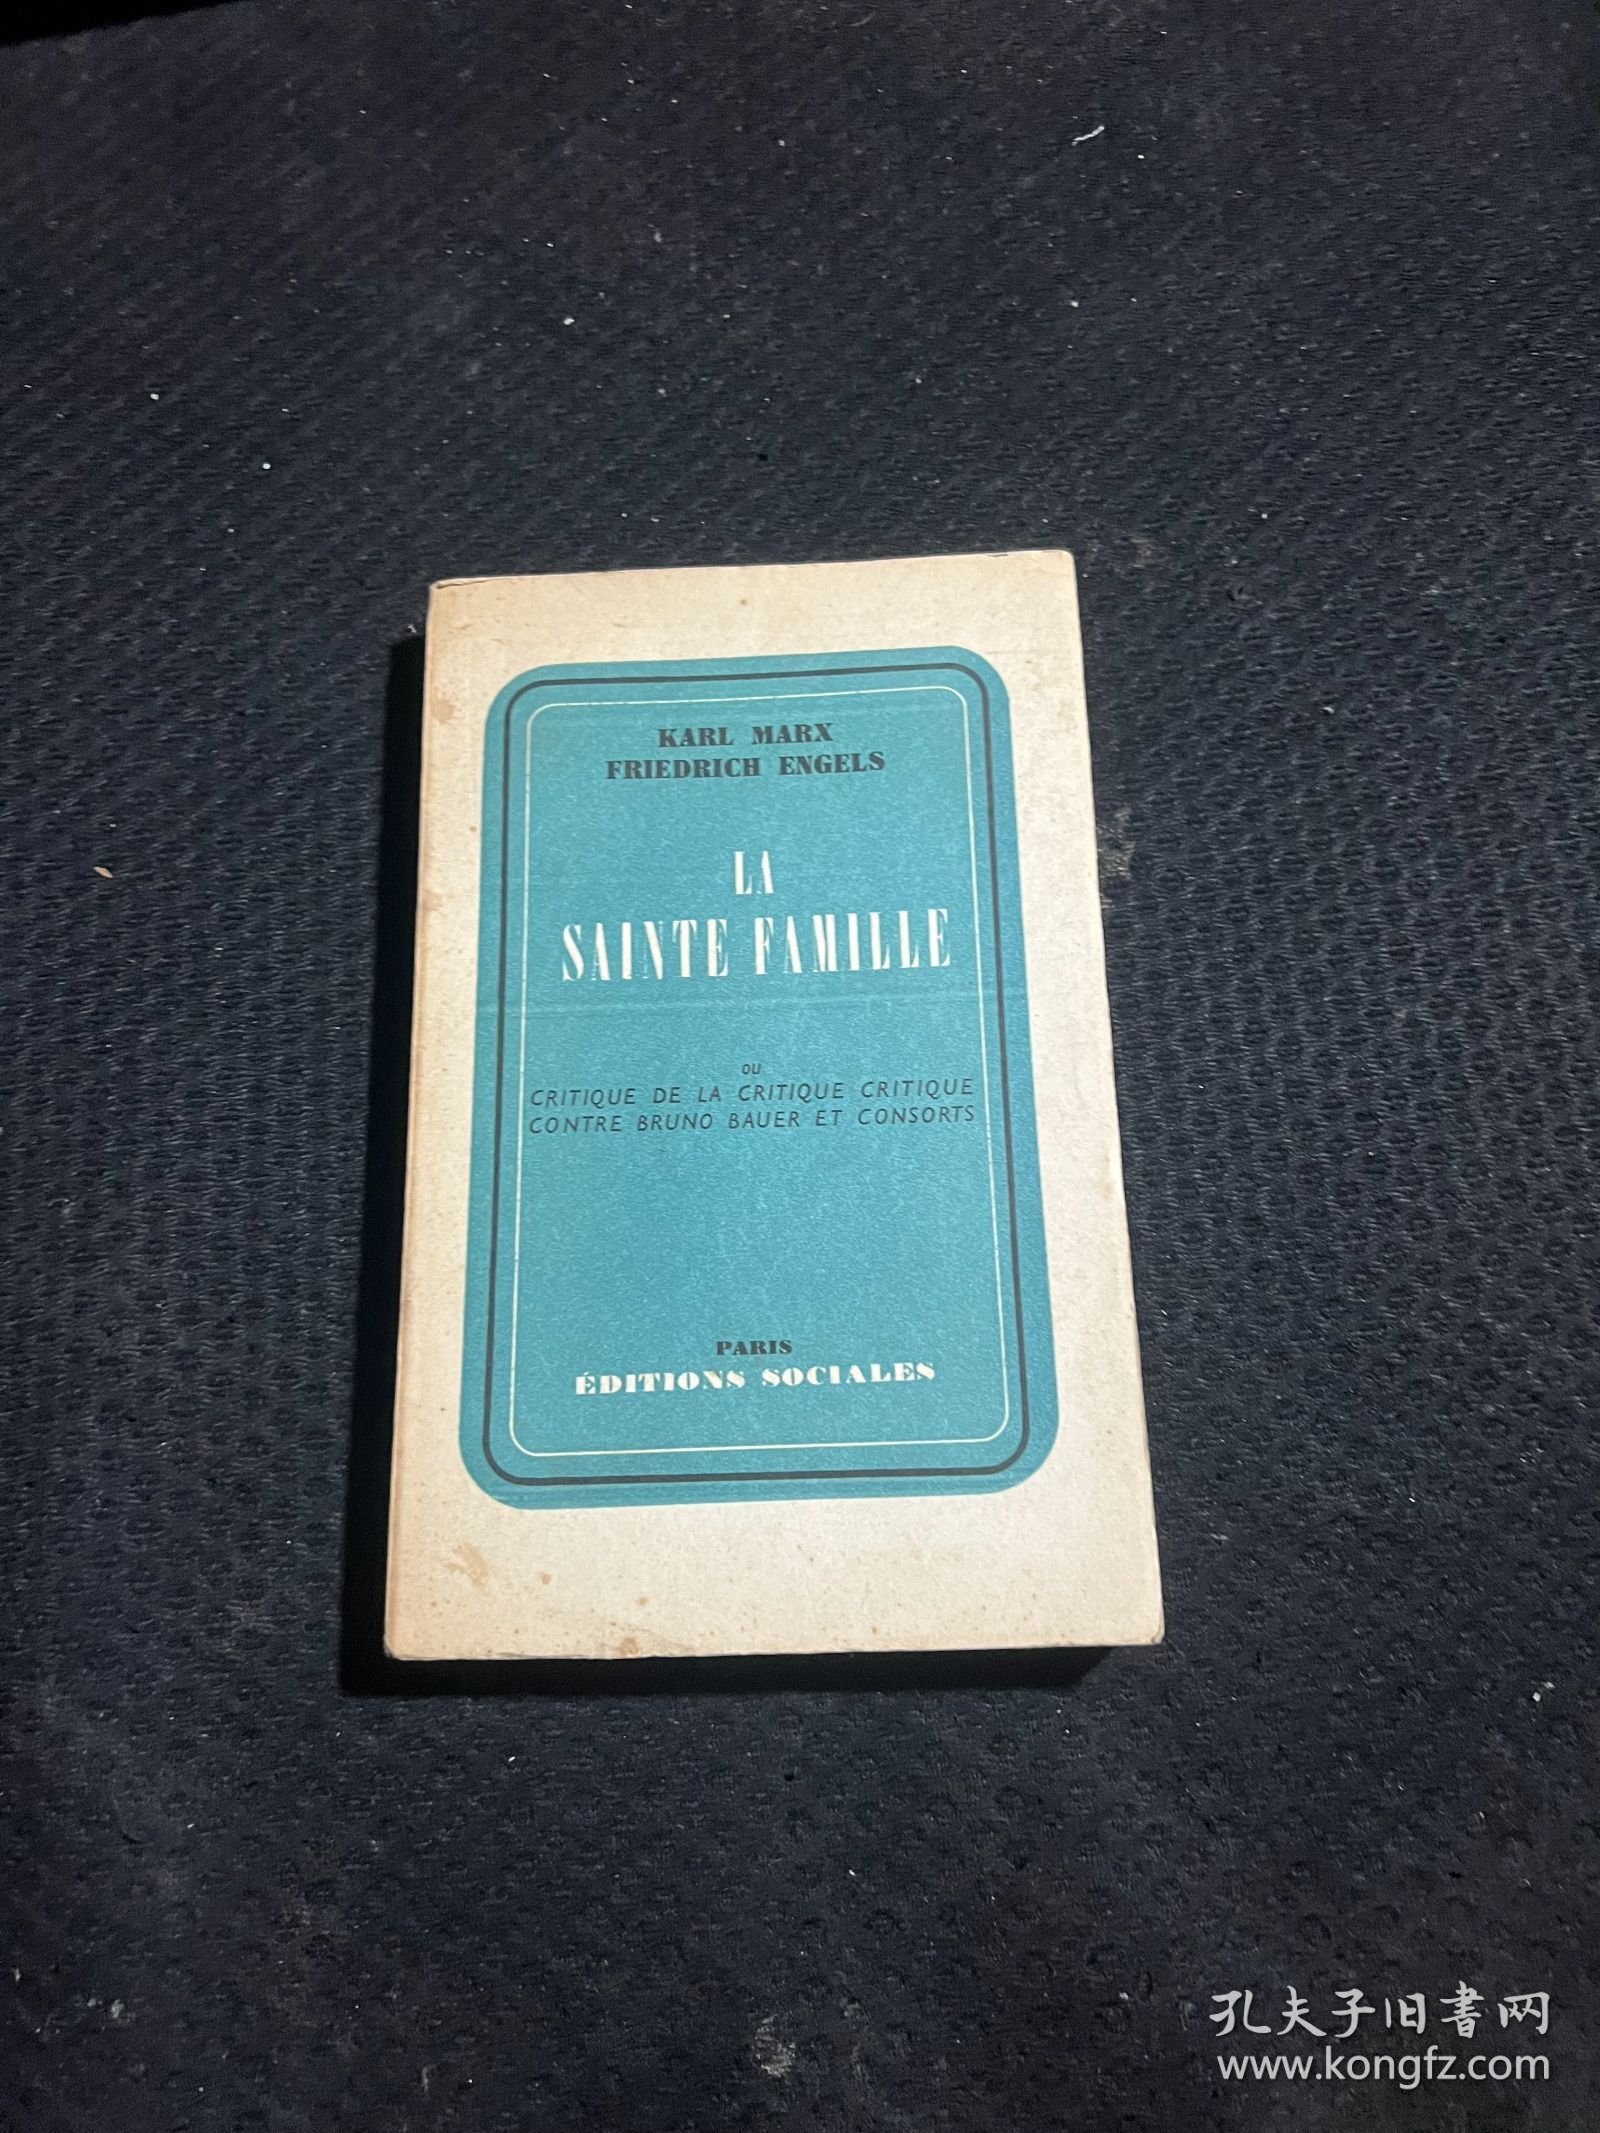 KARL MARX
FRIEDRICH ENGELS
LA
SAINTE FAMILLE
OU
CRITIQUE DE LA CRITIQUE CRITIQUE
CONTRE BRUNO BAUER ET CONSORTS
PARIS
ÉDITIONS SOCIALES
孔夫子旧書网
www.kongfz.com